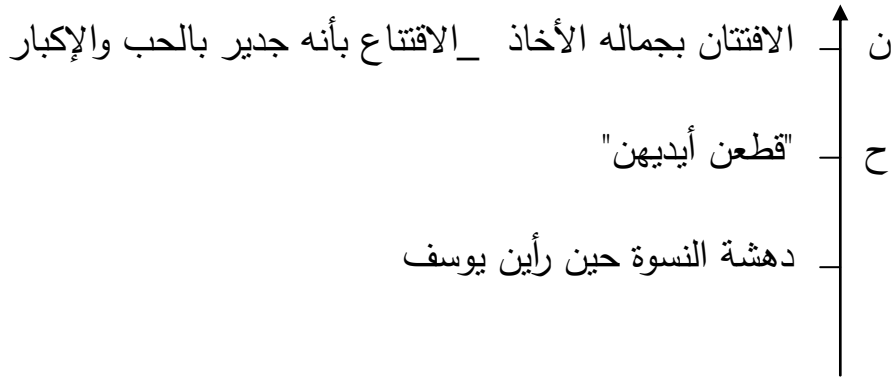 ن الافتتان بجماله الأخاذ _الاقتناع بأنه جدير بالحب والإكبار
ح "قطعن أيديهن"
دهشة النسوة حين رأين يوسف